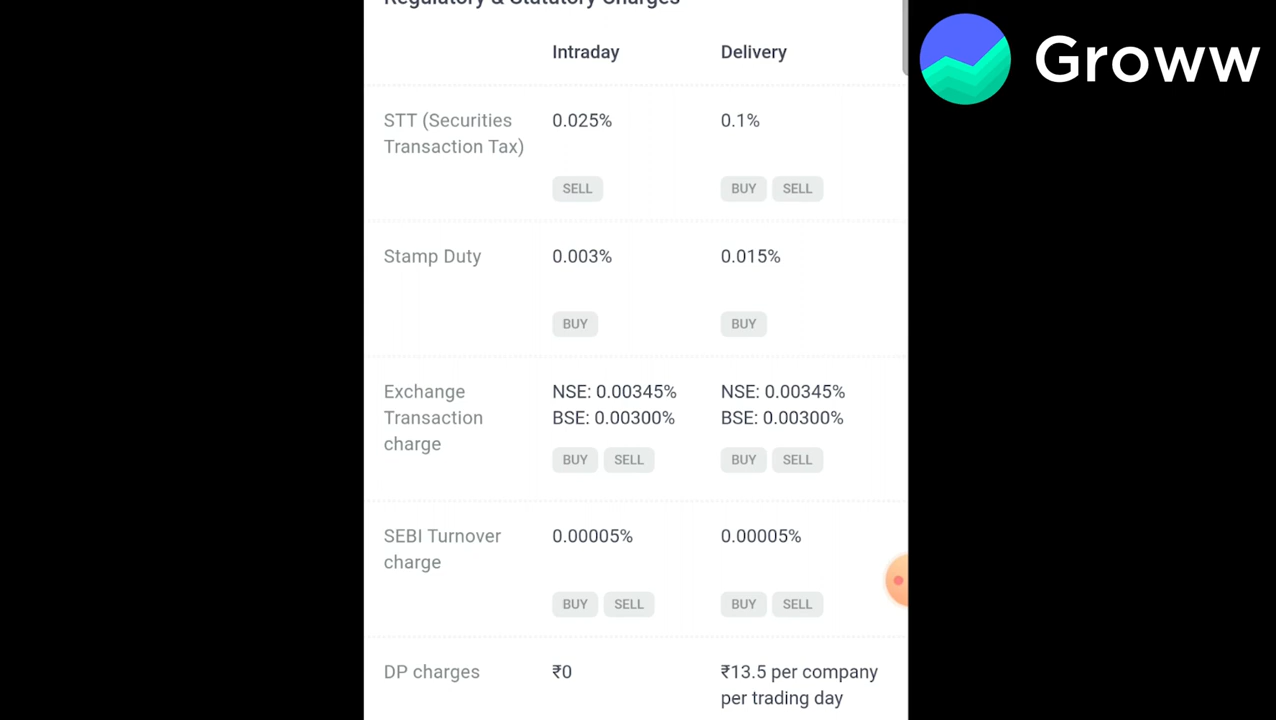 Regulatory & Statutory Charges
Groww
Intraday Delivery
STT (Securities 0.025% 0.1%
Transaction Tax)
SELL BUY SELL
Stamp Duty 0.003% 0.015%
BUY BUY
Exchange NSE: 0.00345% NSE: 0.00345%
Transaction BSE: 0.00300% BSE: 0.00300%
charge
BUY SELL BUY SELL
SEBI Turnover 0.00005% 0.00005%
charge
BUY SELL BUY SELL
DP charges ₹0 ₹13.5 per company
per trading day